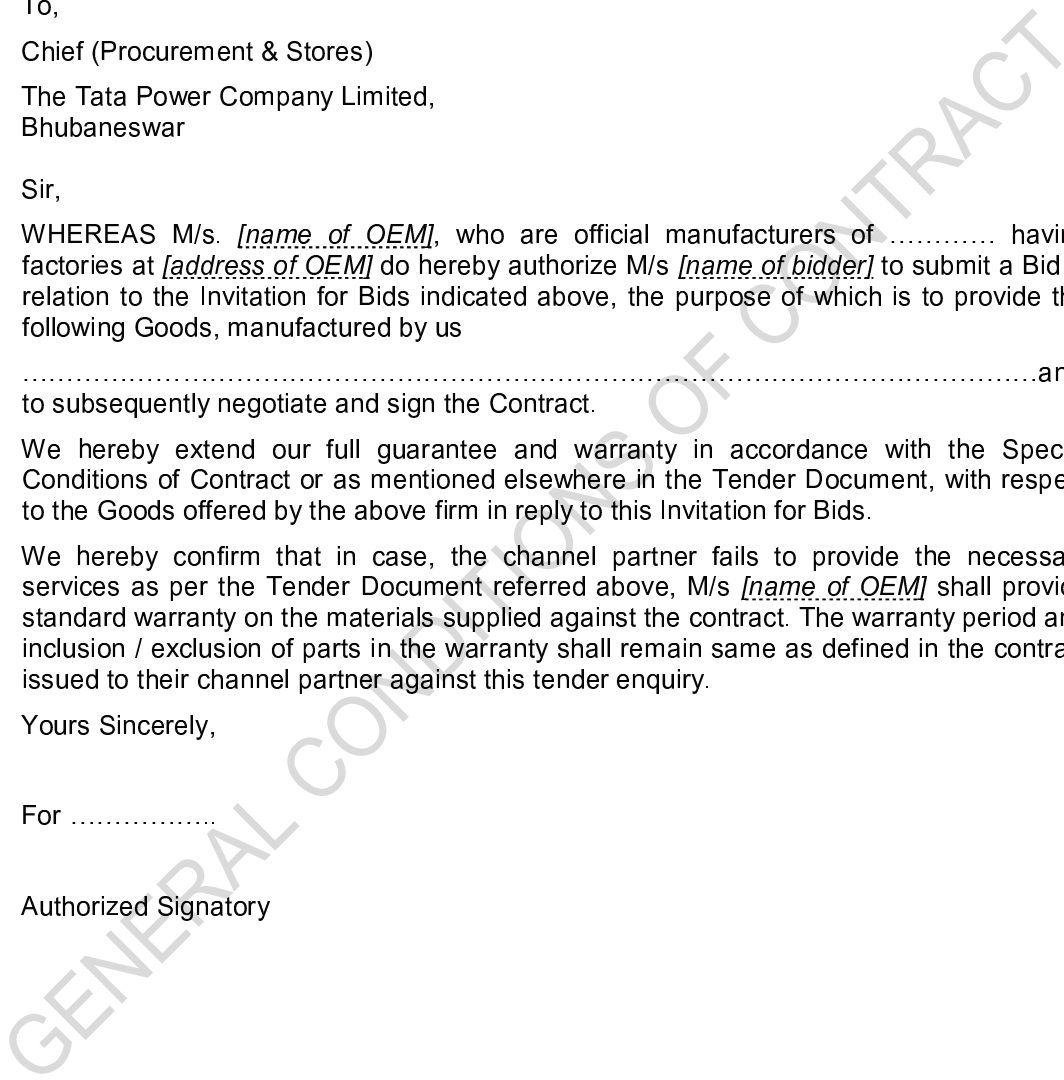 To,
Chief (Procurement & Stores)
The Tata Power Company Limited,
Bhubaneswar
Sir,
WHEREAS M/s. [name of OEM], who are official manufacturers of ………… havin
factories at [address of OEM] do hereby authorize M/s [name of bidder] to submit a Bid
relation to the Invitation for Bids indicated above, the purpose of which is to provide th
following Goods, manufactured by us
……………………………………………………………………………………………………………an
to subsequently negotiate and sign the Contract.
We hereby extend our full guarantee and warranty in accordance with the Spec
Conditions of Contract or as mentioned elsewhere in the Tender Document, with respe
to the Goods offered by the above firm in reply to this Invitation for Bids.
We hereby confirm that in case, the channel partner fails to provide the necessa
services as per the Tender Document referred above, M/s [name of OEM] shall provid
standard warranty on the materials supplied against the contract. The warranty period an
inclusion / exclusion of parts in the warranty shall remain same as defined in the contra
issued to their channel partner against this tender enquiry.
Yours Sincerely,
For ……………..
Authorized Signatory
GENERAL CONDITIONS OF CONTRACT